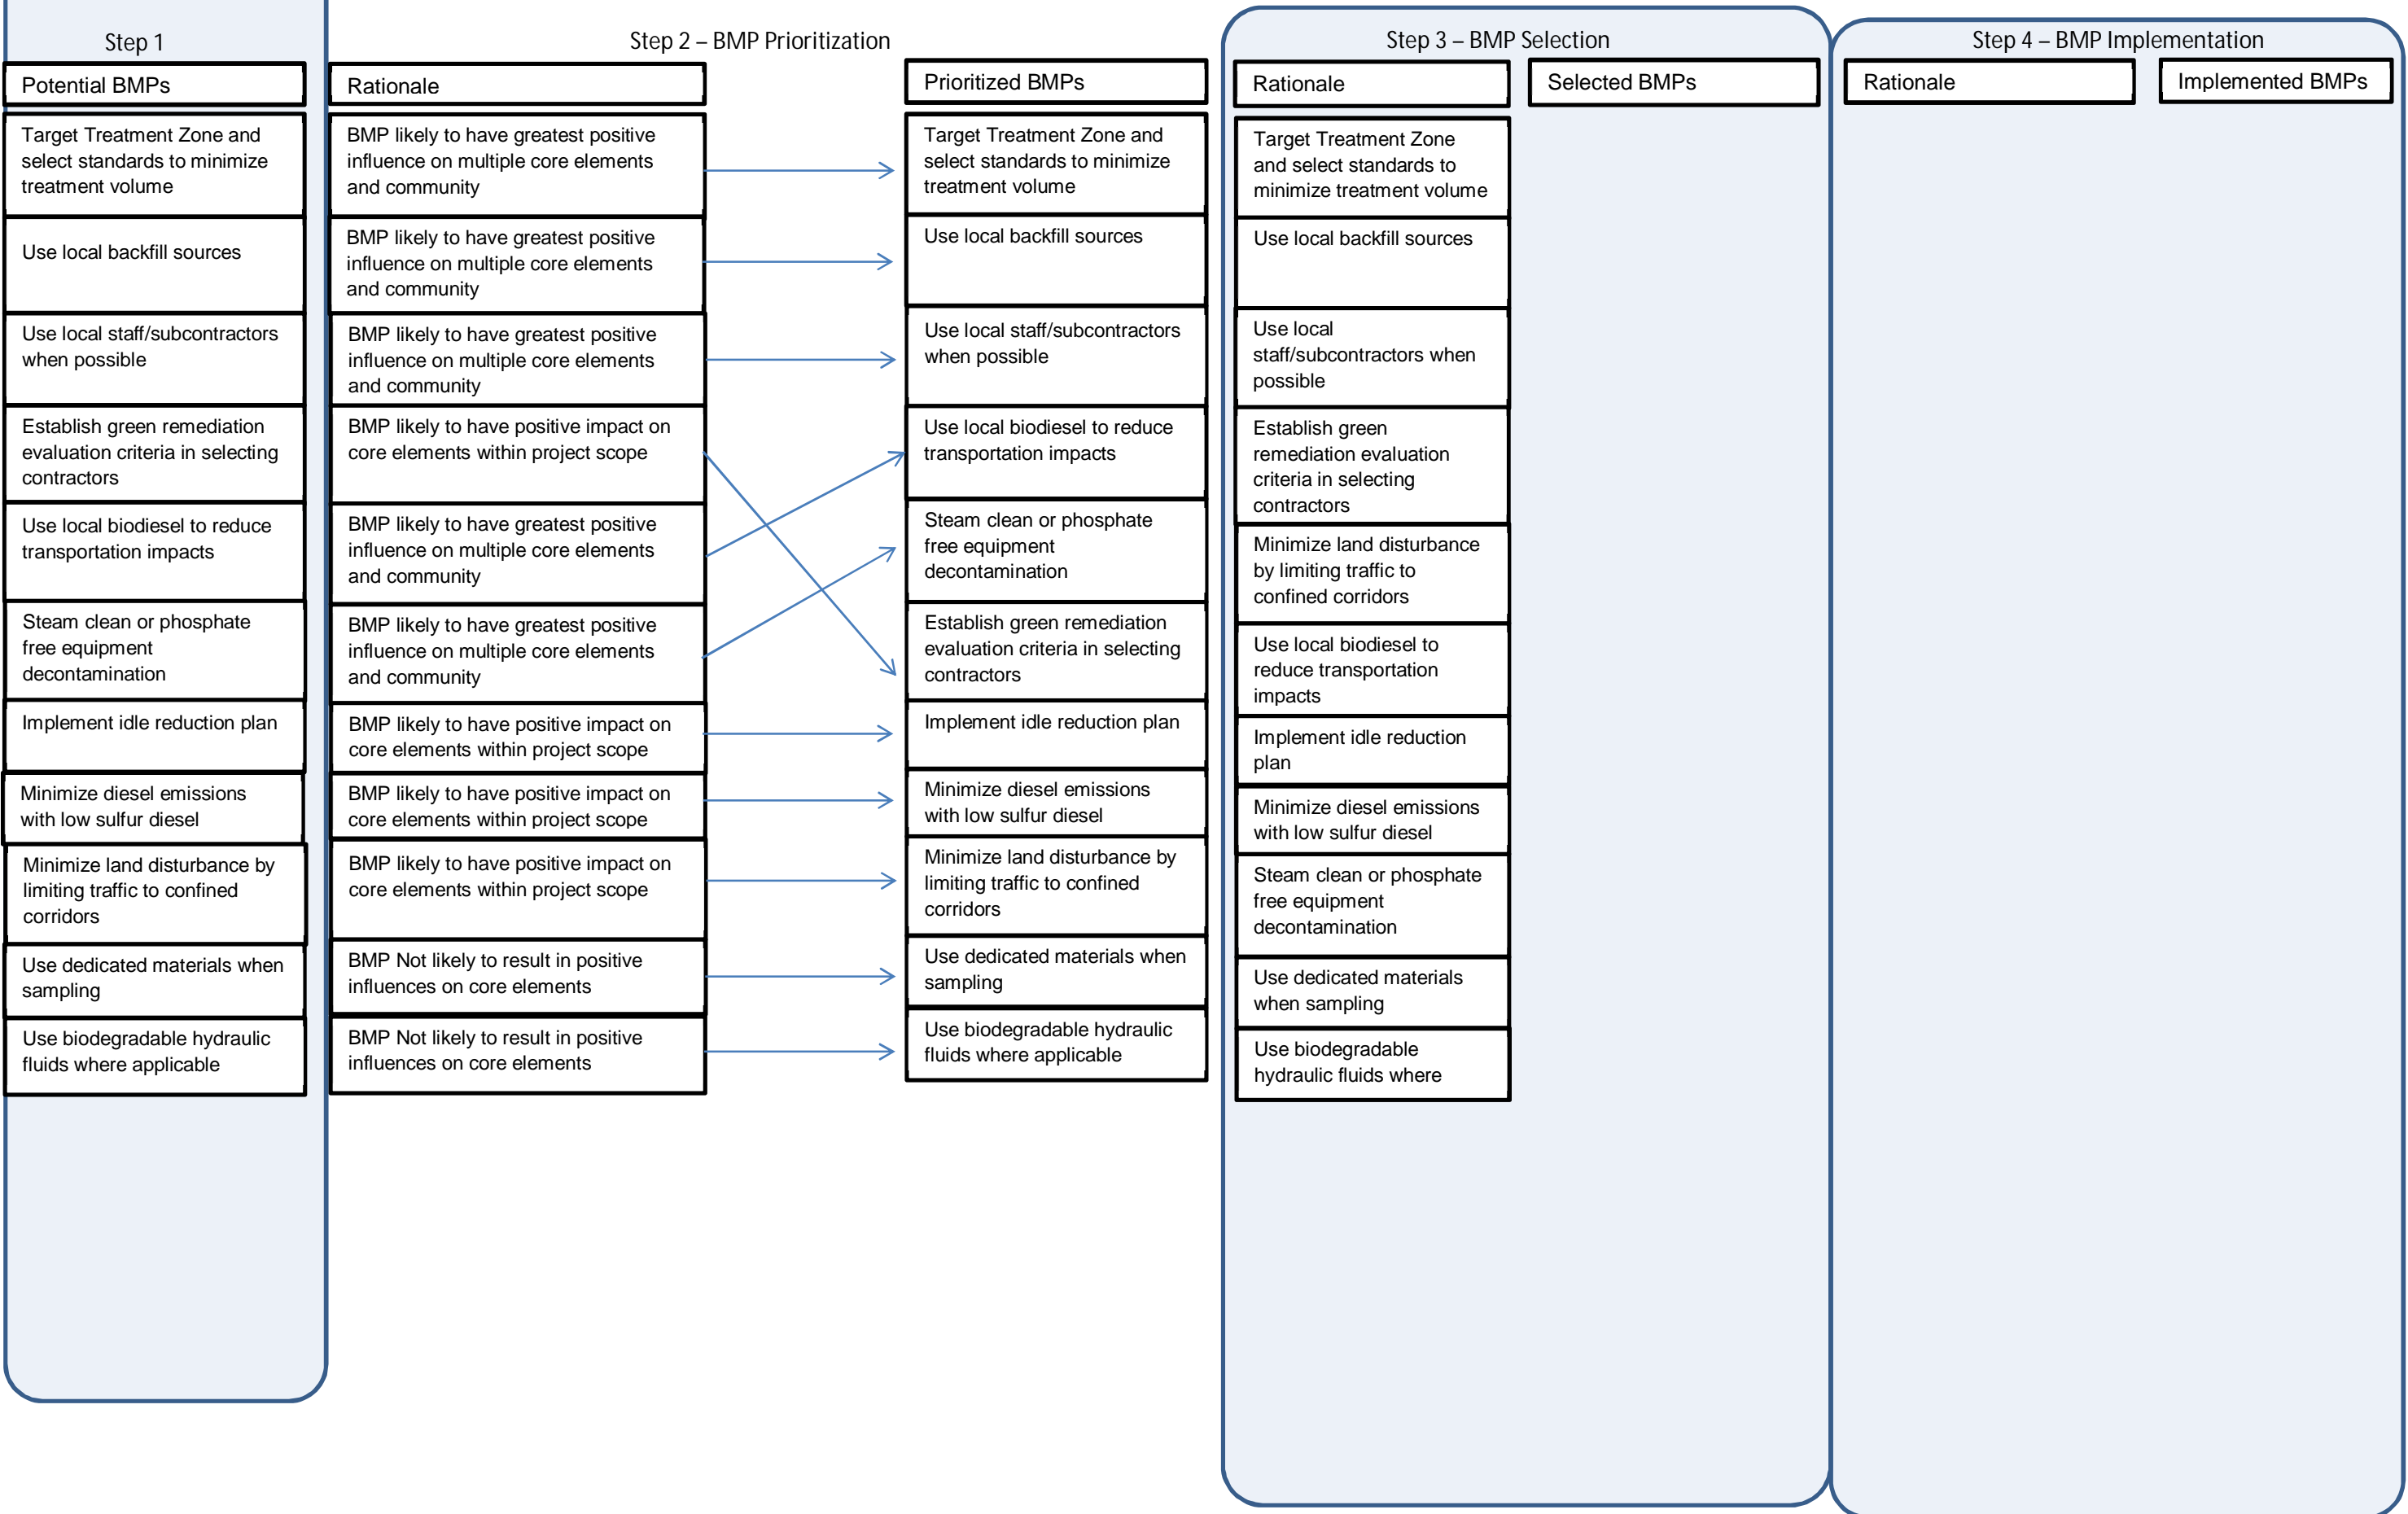 Step 1
Potential BMPs
Target Treatment Zone and
select standards to minimize
treatment volume
Use local backfill sources
Use local staff/subcontractors
when possible
Establish green remediation
evaluation criteria in selecting
contractors
Use local biodiesel to reduce
transportation impacts
Steam clean or phosphate
free equipment
decontamination
Implement idle reduction plan
Minimize diesel emissions
with low sulfur diesel
Minimize land disturbance by
limiting traffic to confined
corridors
Use dedicated materials when
sampling
Use biodegradable hydraulic
fluids where applicable
Step 2 – BMP Prioritization
Rationale
BMP likely to have greatest positive
influence on multiple core elements
and community
BMP likely to have greatest positive
influence on multiple core elements
and community
BMP likely to have greatest positive
influence on multiple core elements
and community
BMP likely to have positive impact on
core elements within project scope
BMP likely to have greatest positive
influence on multiple core elements
and community
BMP likely to have greatest positive
influence on multiple core elements
and community
BMP likely to have positive impact on
core elements within project scope
BMP likely to have positive impact on
core elements within project scope
BMP likely to have positive impact on
core elements within project scope
BMP Not likely to result in positive
influences on core elements
BMP Not likely to result in positive
influences on core elements
Prioritized BMPs
Target Treatment Zone and
select standards to minimize
treatment volume
Use local backfill sources
Use local staff/subcontractors
when possible
Use local biodiesel to reduce
transportation impacts
Steam clean or phosphate
free equipment
decontamination
Establish green remediation
evaluation criteria in selecting
contractors
Implement idle reduction plan
Minimize diesel emissions
with low sulfur diesel
Minimize land disturbance by
limiting traffic to confined
corridors
Use dedicated materials when
sampling
Use biodegradable hydraulic
fluids where applicable
Step 3 – BMP Selection
Rationale
Target Treatment Zone
and select standards to
minimize treatment volume
Use local backfill sources
Use local
staff/subcontractors when
possible
Establish green
remediation evaluation
criteria in selecting
contractors
Minimize land disturbance
by limiting traffic to
confined corridors
Use local biodiesel to
reduce transportation
impacts
Implement idle reduction
plan
Minimize diesel emissions
with low sulfur diesel
Steam clean or phosphate
free equipment
decontamination
Use dedicated materials
when sampling
Use biodegradable
hydraulic fluids where
Selected BMPs
Step 4 – BMP Implementation
Rationale
Implemented BMPs